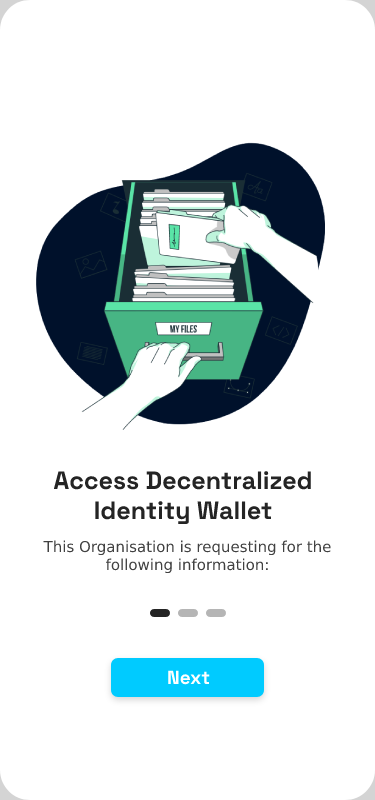 MY FILES
Access Decentralized
Identity Wallet
This Organisation is requesting for the
following information:
Next